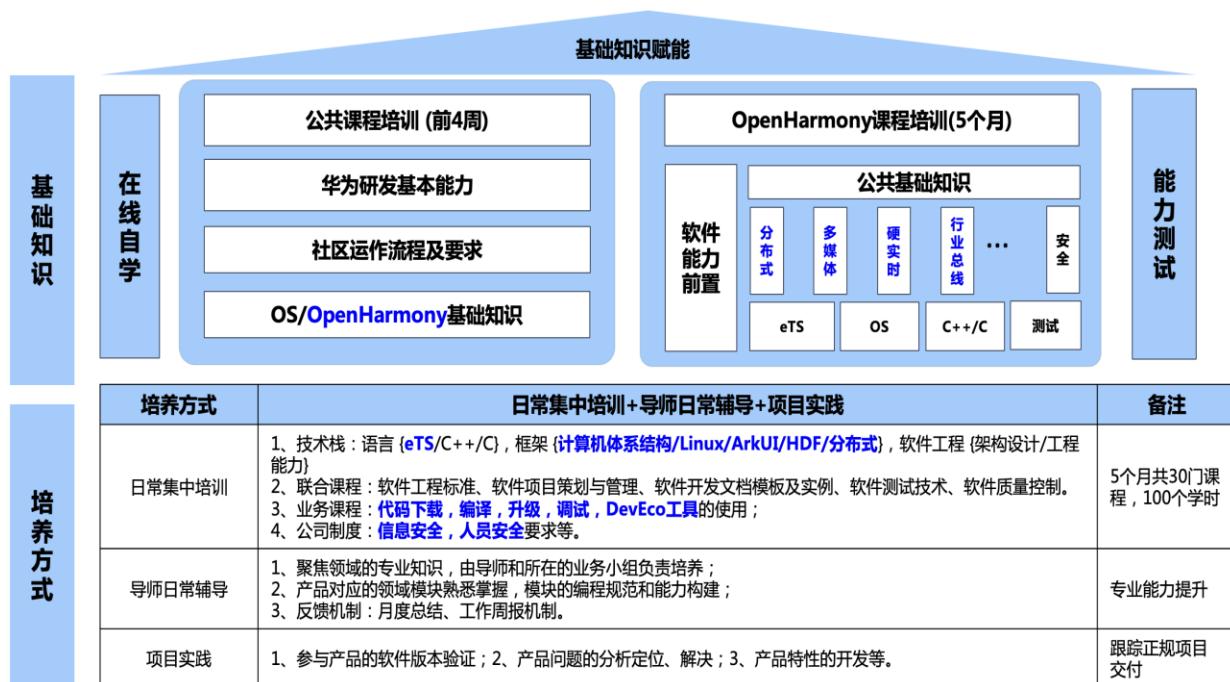 基础知识赋能
基础知识
在线自学
公共课程培训 (前4周)
华为研发基本能力
社区运作流程及要求
OS/OpenHarmony基础知识
OpenHarmony课程培训(5个月)
软件能力前置
公共基础知识
分布式
多媒体
硬实时
行业总线
...
安全
eTS
OS
C++/C
测试
能力测试
培养方式
培养方式
日常集中培训+导师日常辅导+项目实践
备注
日常集中培训
1、技术栈：语言 {eTS/C++/C}，框架 {计算机体系结构/Linux/ArkUI/HDF/分布式}，软件工程 {架构设计/工程
能力}
2、联合课程：软件工程标准、软件项目策划与管理、软件开发文档模板及实例、软件测试技术、软件质量控制。
3、业务课程：代码下载，编译，升级，调试，DevEco工具的使用；
4、公司制度：信息安全，人员安全要求等。
5个月共30门课
程，100个学时
导师日常辅导
1、聚焦领域的专业知识，由导师和所在的业务小组负责培养；
2、产品对应的领域模块熟悉掌握，模块的编程规范和能力构建；
3、反馈机制：月度总结、工作周报机制。
专业能力提升
项目实践
1、参与产品的软件版本验证；2、产品问题的分析定位、解决；3、产品特性的开发等。
跟踪正规项目
交付